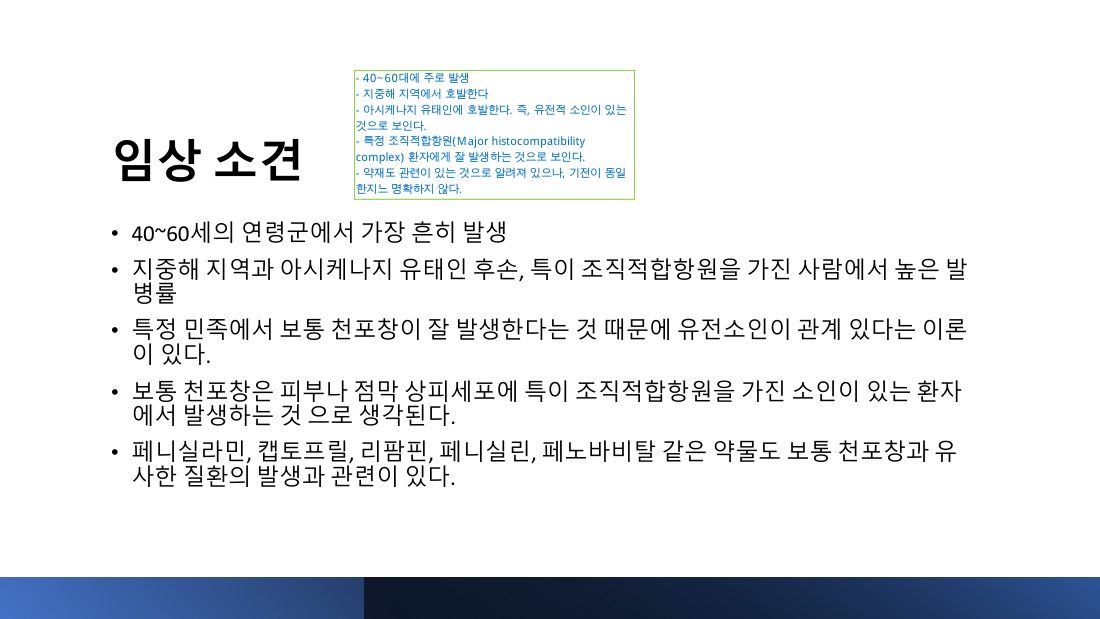 - 40~60대에 주로 발생
- 지중해 지역에서 호발한다
- 아시케나지 유태인에 호발한다. 즉, 유전적 소인이 있는
것으로 보인다.
- 특정 조직적합항원(Major histocompatibility
complex) 환자에게 잘 발생하는 것으로 보인다.
- 약재도 관련이 있는 것으로 알려져 있으나, 기전이 동일
한지느 명확하지 않다.
임상 소견
• 40~60세의 연령군에서 가장 흔히 발생
• 지중해 지역과 아시케나지 유태인 후손, 특이 조직적합항원을 가진 사람에서 높은 발
병률
• 특정 민족에서 보통 천포창이 잘 발생한다는 것 때문에 유전소인이 관계 있다는 이론
이 있다.
• 보통 천포창은 피부나 점막 상피세포에 특이 조직적합항원을 가진 소인이 있는 환자
에서 발생하는 것 으로 생각된다.
• 페니실라민, 캡토프릴, 리팜핀, 페니실린, 페노바비탈 같은 약물도 보통 천포창과 유
사한 질환의 발생과 관련이 있다.